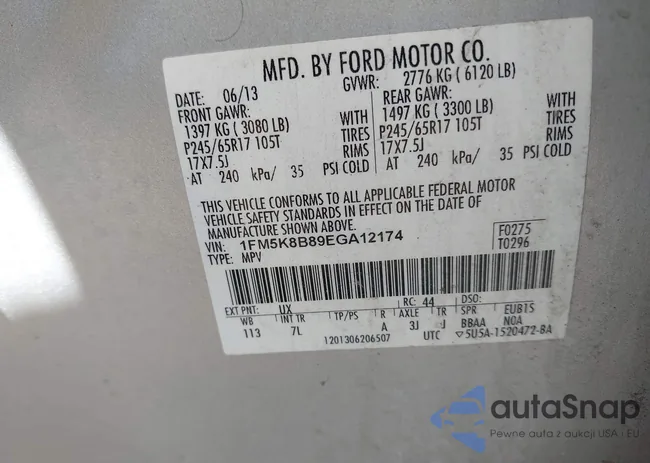 MFD. BY FORD MOTOR CO.
DATE: 06/13 GVWR: 2776 KG ( 6120 LB)
FRONT GAWR: REAR GAWR:
1397 KG ( 3080 LB) WITH 1497 KG ( 3300 LB) WITH
P245/65R17 105T TIRES P245/65R17 105T TIRES
17X7.5J RIMS 17X7.5J RIMS
AT 240 kPa/ 35 PSI COLD AT 240 kPa/ 35 PSI COLD
THIS VEHICLE CONFORMS TO ALL APPLICABLE FEDERAL MOTOR
VEHICLE SAFETY STANDARDS IN EFFECT ON THE DATE OF
MANUFACTURE SHOWN ABOVE.
VIN: 1FM5K8B89EGA12174 F0275
TYPE: MPV T0296
EXT PNT: UX RC: 44 DSO:
WB INT TR TP/PS R AXLE TR SPR EUB1S
113 7L A 3J J BBAA NOA
1201306206507 UTC ▽5U5A-1520472-BA
autaSnap
Pewne auta z aukcji USA - EU